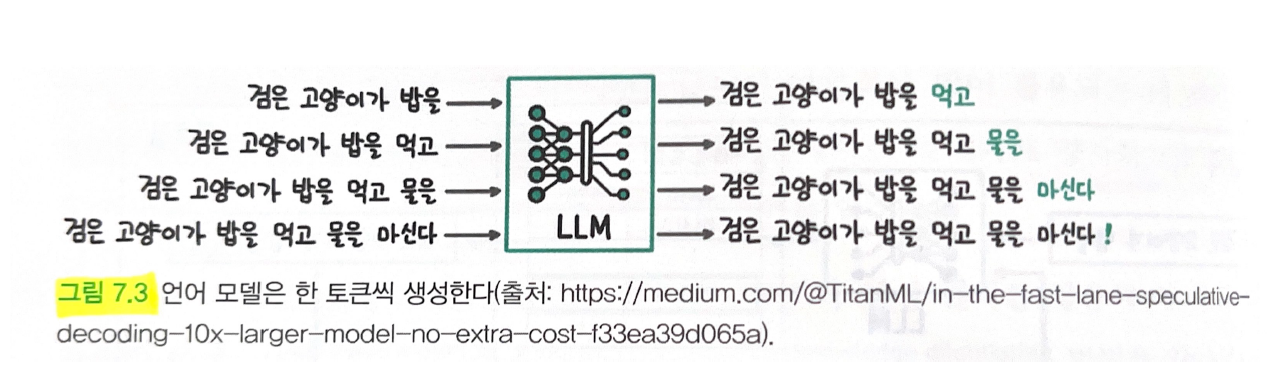 검은 고양이가 밥을 → 검은 고양이가 밥을 먹고
검은 고양이가 밥을 먹고 → 검은 고양이가 밥을 먹고 물을
검은 고양이가 밥을 먹고 물을 → 검은 고양이가 밥을 먹고 물을 마신다
검은 고양이가 밥을 먹고 물을 마신다 → 검은 고양이가 밥을 먹고 물을 마신다!
LLM
그림 7.3 언어 모델은 한 토큰씩 생성한다(출처: https://medium.com/@TitanML/in-the-fast-lane-speculative-
decoding-10x-larger-model-no-extra-cost-f33ea39d065a).